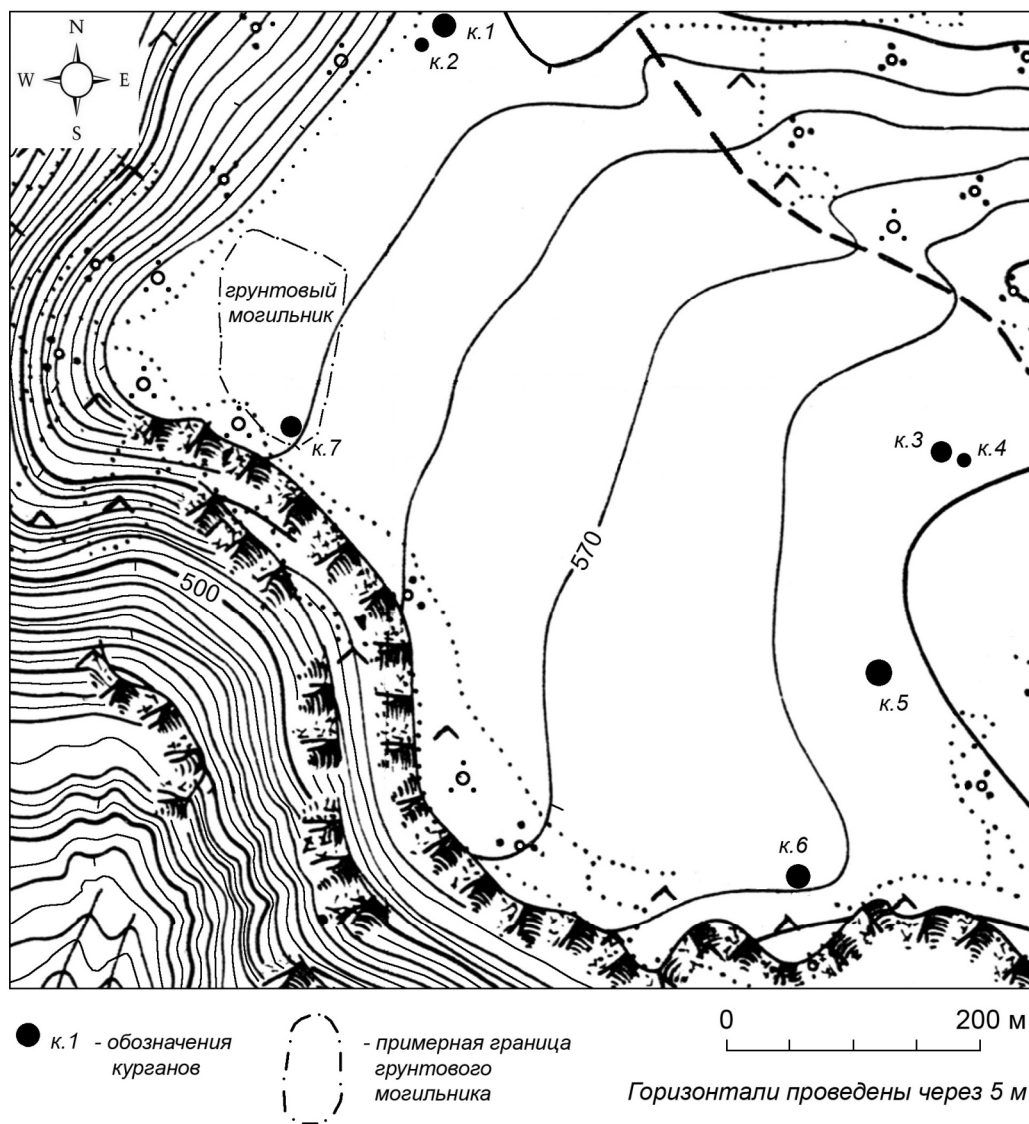 N
W E
S
к.1
к.2
грунтовый
могильник
к.7
к.3 к.4
570
500
к.5
к.6
к.1 - обозначения
курганов
- примерная граница
грунтового
могильника
0 200 м
Горизонтали проведены через 5 м